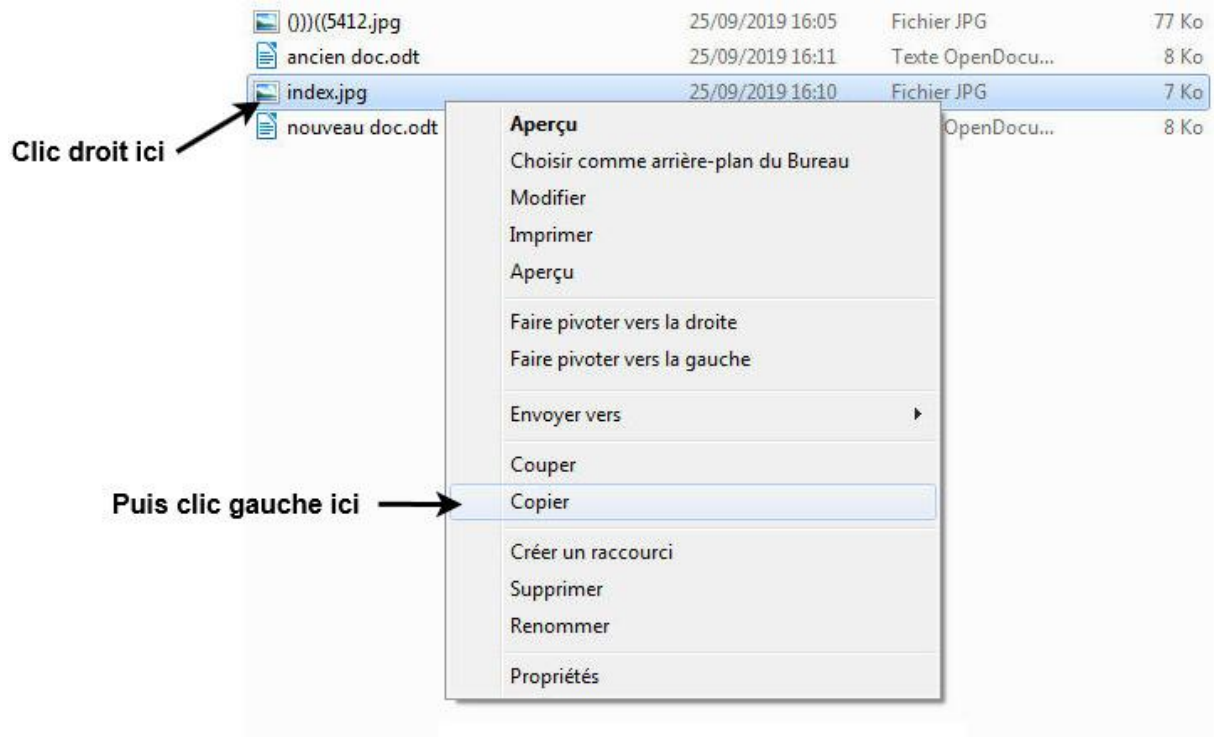 ()))((5412.jpg 25/09/2019 16:05 Fichier JPG 77 Ko
ancien doc.odt 25/09/2019 16:11 Texte OpenDocu... 8 Ko
index.jpg 25/09/2019 16:10 Fichier JPG 7 Ko
nouveau doc.odt OpenDocu... 8 Ko
Clic droit ici
Aperçu
Choisir comme arrière-plan du Bureau
Modifier
Imprimer
Aperçu
Faire pivoter vers la droite
Faire pivoter vers la gauche
Envoyer vers
Couper
Puis clic gauche ici
Copier
Créer un raccourci
Supprimer
Renommer
Propriétés